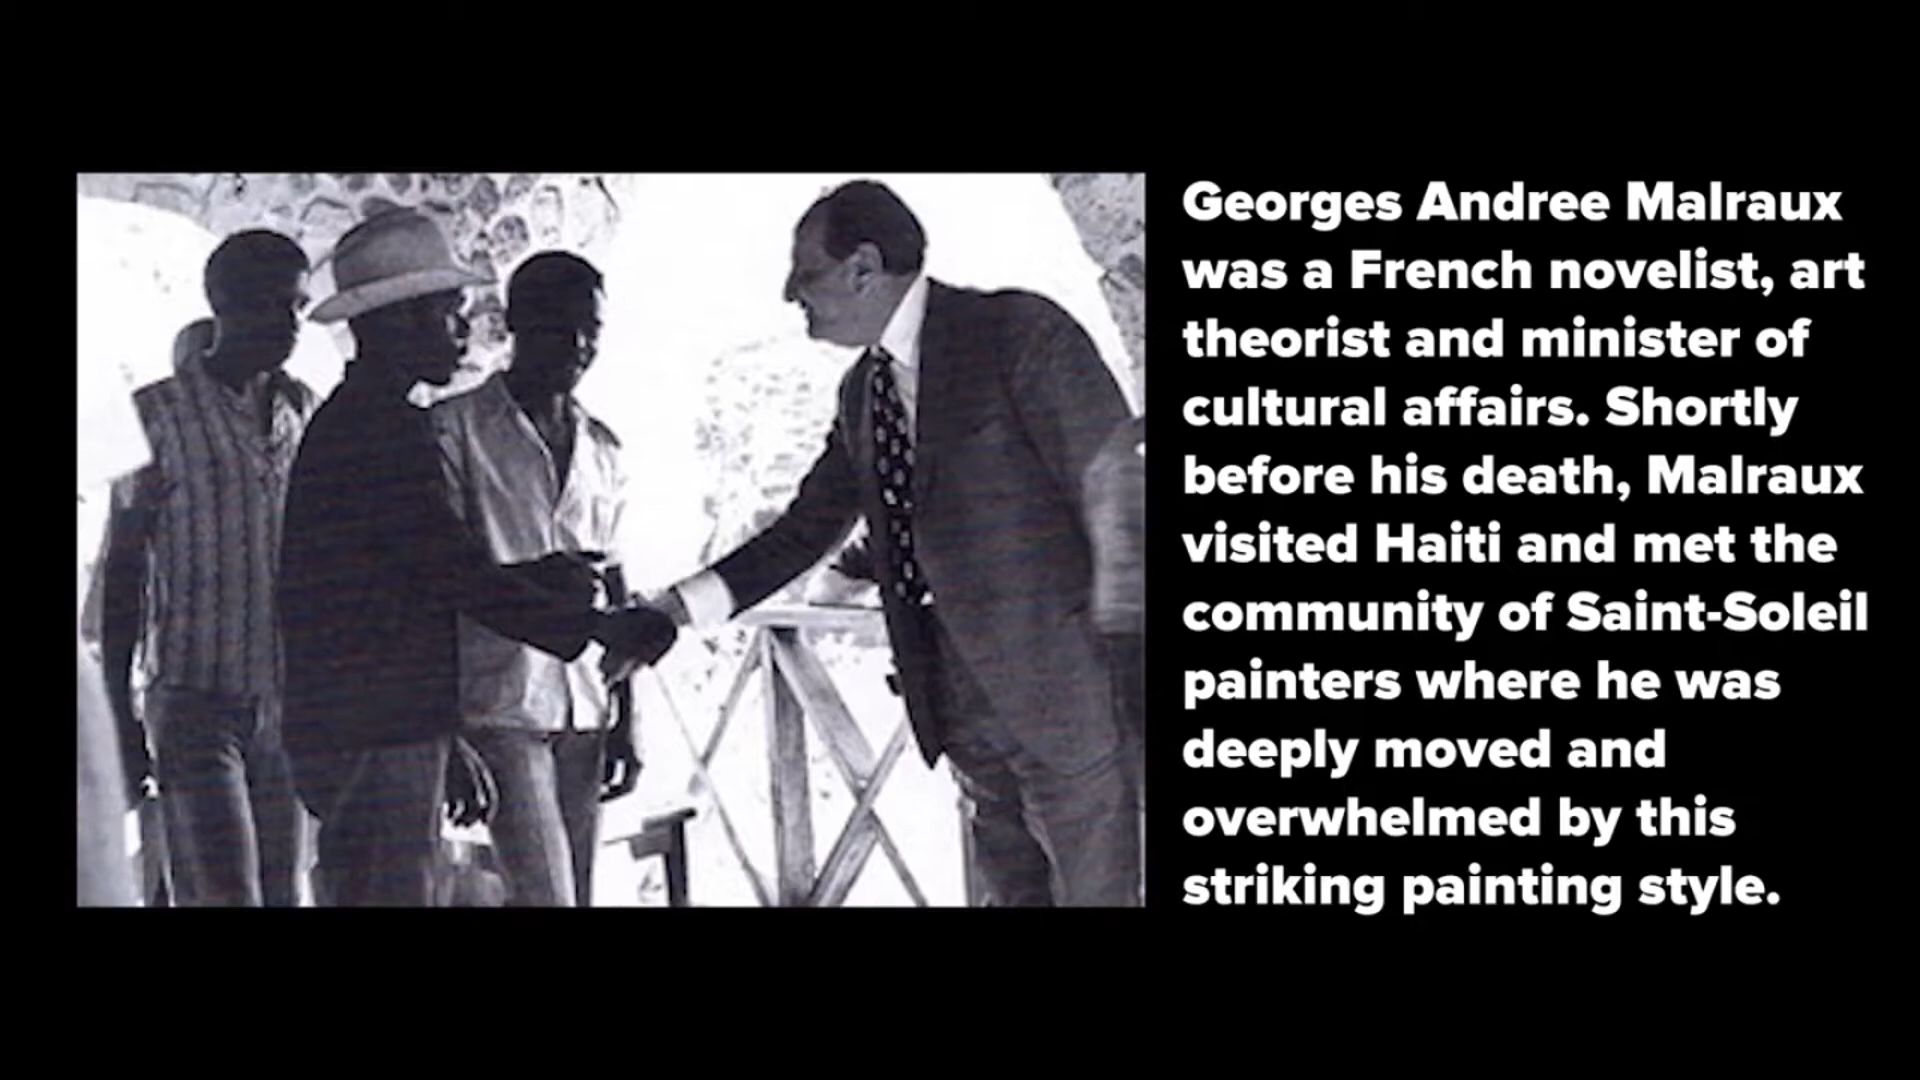 Georges Andree Malraux
was a French novelist, art
theorist and minister of
cultural affairs. Shortly
before his death, Malraux
visited Haiti and met the
community of Saint-Soleil
painters where he was
deeply moved and
overwhelmed by this
striking painting style.